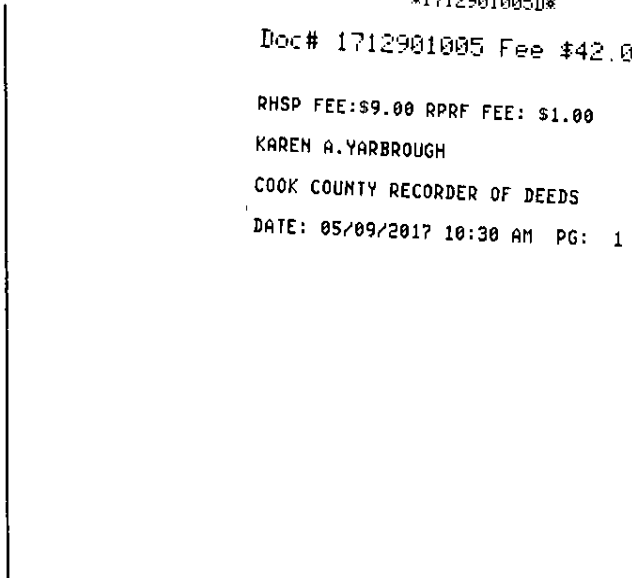 *1712901005D*
Doc# 1712901005 Fee $42.0
RHSP FEE:$9.00 RPRF FEE: $1.00
KAREN A.YARBROUGH
COOK COUNTY RECORDER OF DEEDS
DATE: 05/09/2017 10:30 AM PG: 1